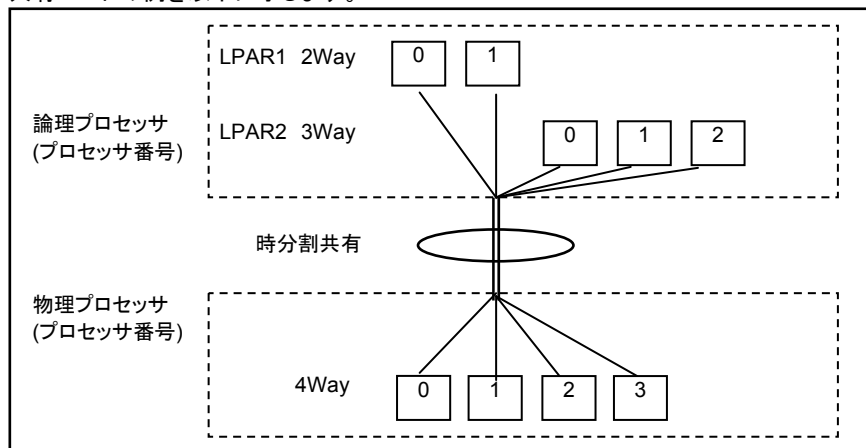 LPAR1 2Way 0 1
論理プロセッサ
(プロセッサ番号)
LPAR2 3Way 0 1 2
時分割共有
物理プロセッサ
(プロセッサ番号)
4Way 0 1 2 3